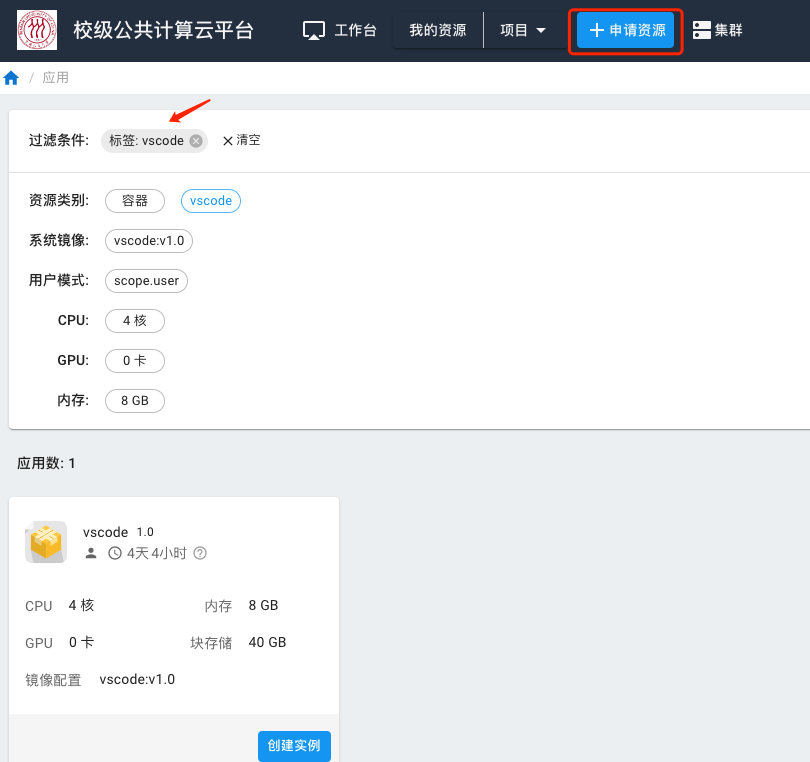 校级公共计算云平台 工作台 我的资源 项目 申请资源 集群
/ 应用
过滤条件: 标签: vscode 清空
资源类别: 容器 vscode
系统镜像: vscode:v1.0
用户模式: scope.user
CPU: 4 核
GPU: 0 卡
内存: 8 GB
应用数: 1
vscode 1.0
4天 4小时
CPU 4 核 内存 8 GB
GPU 0 卡 块存储 40 GB
镜像配置 vscode:v1.0
创建实例